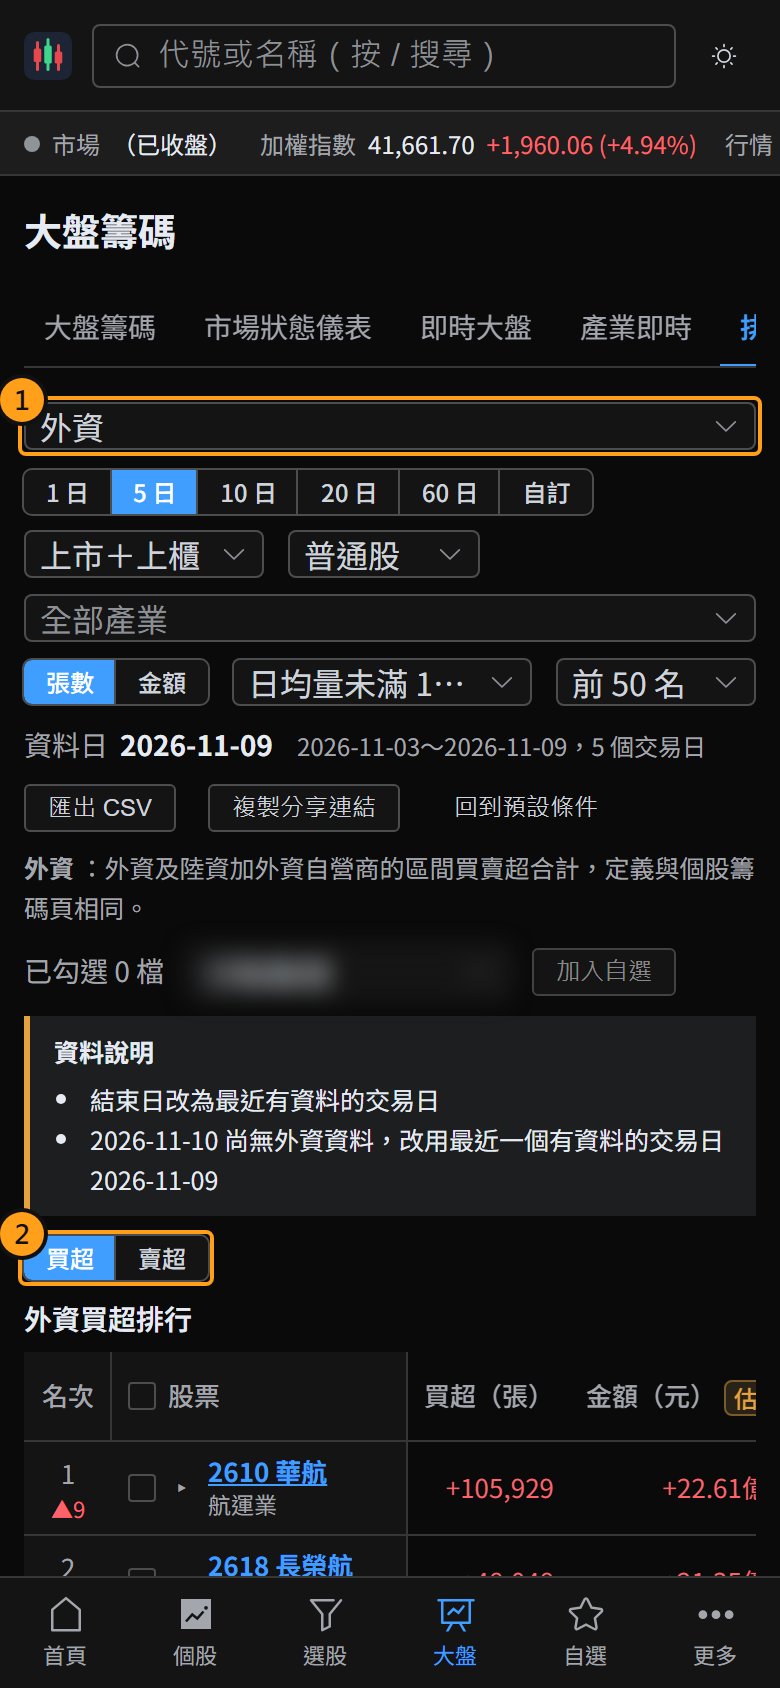 代號或名稱 ( 按 / 搜尋 )
市場 （已收盤） 加權指數 41,661.70 +1,960.06 (+4.94%) 行情
大盤籌碼
大盤籌碼 市場狀態儀表 即時大盤 產業即時
1
外資
1 日 5 日 10 日 20 日 60 日 自訂
上市＋上櫃 普通股
全部產業
張數 金額 日均量未滿 1… 前 50 名
資料日 2026-11-09 2026-11-03～2026-11-09，5 個交易日
匯出 CSV 複製分享連結 回到預設條件
外資 ：外資及陸資加外資自營商的區間買賣超合計，定義與個股籌
碼頁相同。
已勾選 0 檔 加入自選
資料說明
結束日改為最近有資料的交易日
2026-11-10 尚無外資資料，改用最近一個有資料的交易日
2026-11-09
2
買超 賣超
外資買超排行
名次 股票 買超（張） 金額（元） 估
1 2610 華航 +105,929 +22.61億
▲9 航運業
2 2618 長榮航
首頁 個股 選股 大盤 自選 更多